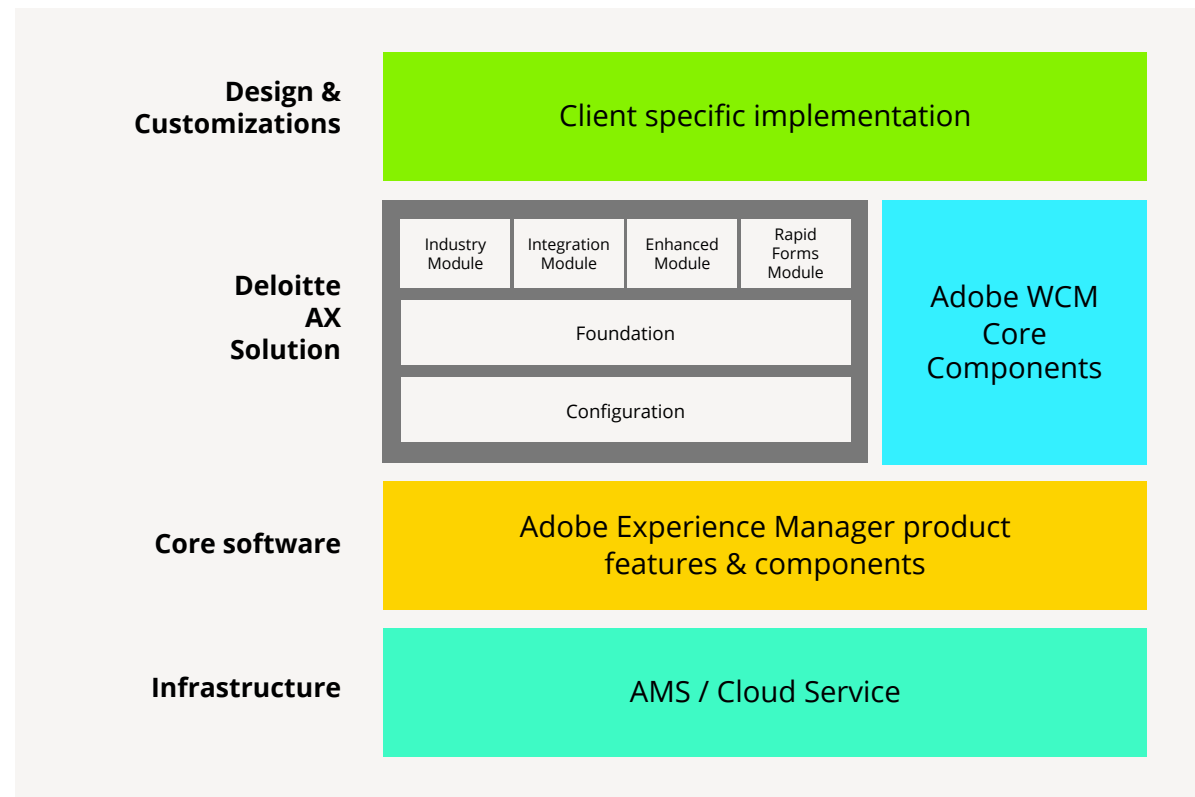 Design &
Customizations
Client specific implementation
Deloitte
AX
Solution
Industry
Module
Integration
Module
Enhanced
Module
Rapid
Forms
Module
Foundation
Configuration
Adobe WCM
Core
Components
Core software
Adobe Experience Manager product
features & components
Infrastructure
AMS / Cloud Service